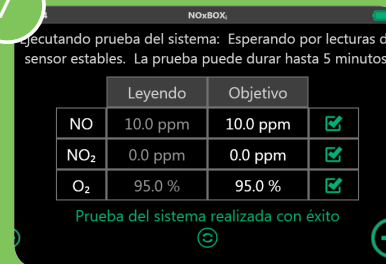 NOxBOXi
Ejecutando prueba del sistema: Esperando por lecturas
sensor estables. La prueba puede durar hasta 5 minutos
Leyendo Objetivo
NO 10.0 ppm 10.0 ppm
NO₂ 0.0 ppm 0.0 ppm
O₂ 95.0 % 95.0 %
Prueba del sistema realizada con éxito